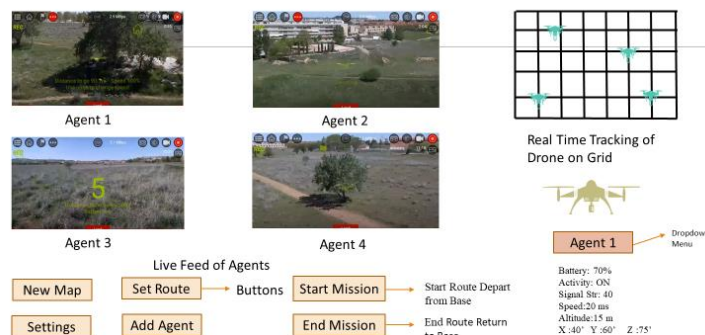 Agent 1
Agent 2
Real Time Tracking of
Drone on Grid
5
Agent 3
Agent 4
Agent 1
Dropdown
Menu
Live Feed of Agents
Battery: 70%
Activity: ON
Signal Str: 40
Speed:20 ms
Altitude:15 m
X :40' Y :60' Z :75'
New Map
Set Route
Buttons
Start Mission
Start Route Depart
from Base
Settings
Add Agent
End Mission
End Route Return
to Base